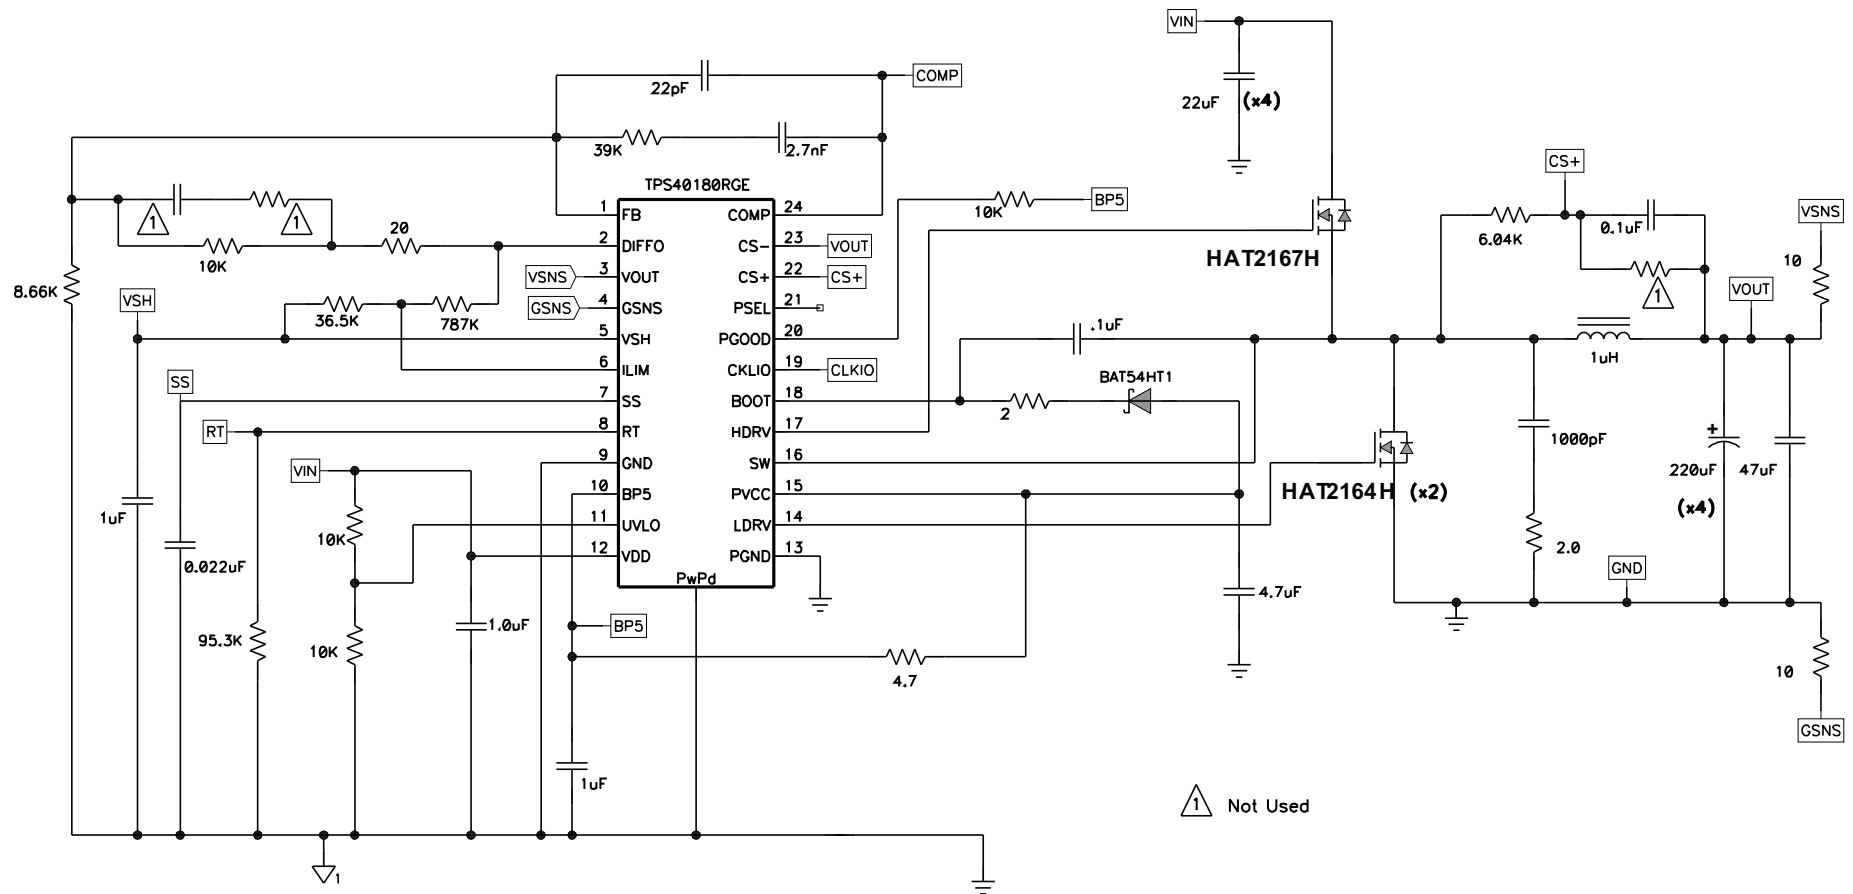 VIN
22uF (x4)
22pF
COMP
39K
2.7nF
TPS40180RGE
1
1
10K
20
8.66K
VSH
36.5K
787K
VSNS
GSNS
SS
RT
VIN
1uF
0.022uF
95.3K
10K
10K
1.0uF
1 FB
2 DIFFO
3 VOUT
4 GSNS
5 VSH
6 ILIM
7 SS
8 RT
9 GND
10 BP5
11 UVLO
12 VDD
COMP 24
CS- 23
CS+ 22
PSEL 21
PGOOD 20
CKLIO 19
BOOT 18
HDRV 17
SW 16
PVCC 15
LDRV 14
PGND 13
PwPd
VOUT
CS+
CLKIO
10K
BP5
HAT2167H
.1uF
BAT54HT1
2
HAT2164H (x2)
4.7uF
BP5
4.7
1uF
CS+
6.04K
0.1uF
1
VSNS
10
VOUT
1uH
1000pF
2.0
220uF
(x4)
47uF
GND
10
GSNS
1 Not Used
1